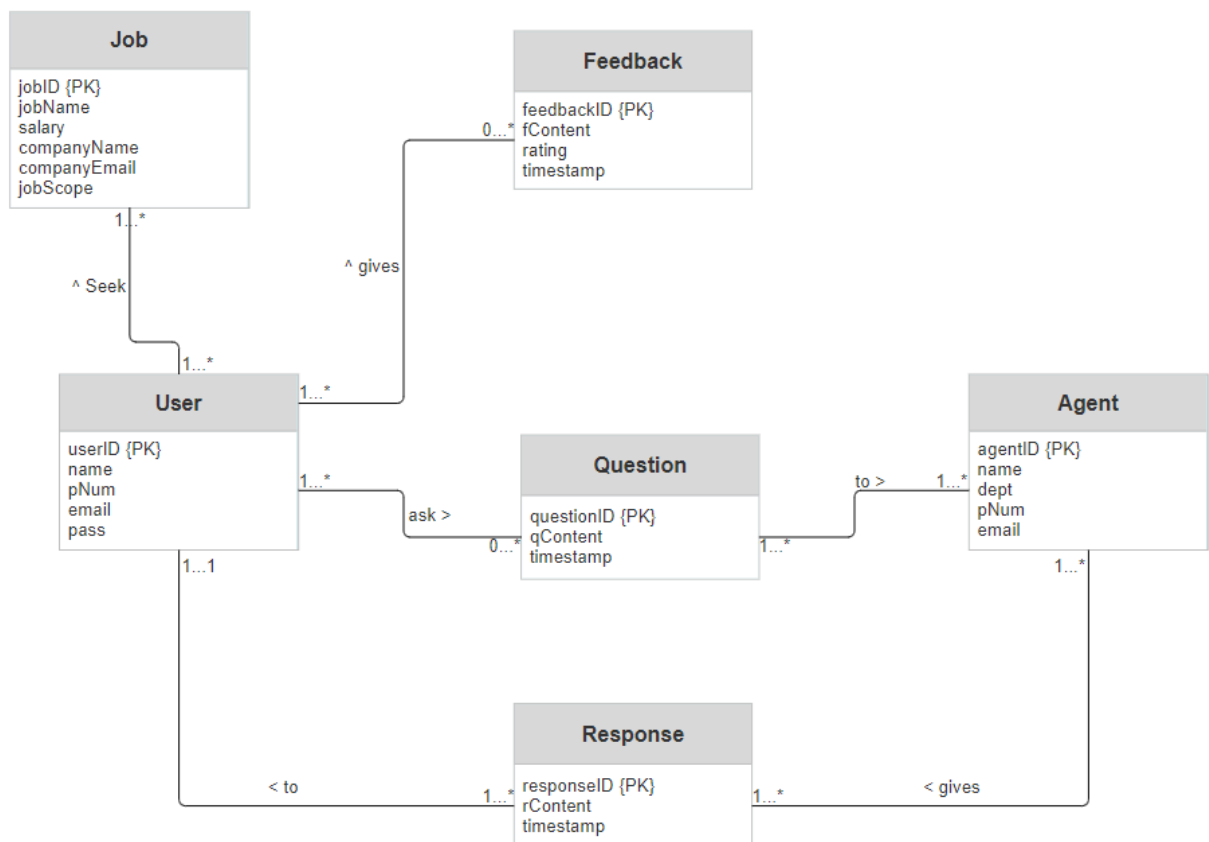 Job
jobID {PK}
jobName
salary
companyName
companyEmail
jobScope
1...*
^ Seek
1...*
Feedback
feedbackID {PK}
0...*
fContent
rating
timestamp
^ gives
1...*
User
userID {PK}
name
pNum
email
pass
1...*
ask >
0...*
1...1
Question
questionID {PK}
qContent
timestamp
1...*
to >
1...*
Agent
agentID {PK}
name
dept
pNum
email
1...*
Response
responseID {PK}
rContent
timestamp
< to
1...*
1...*
< gives